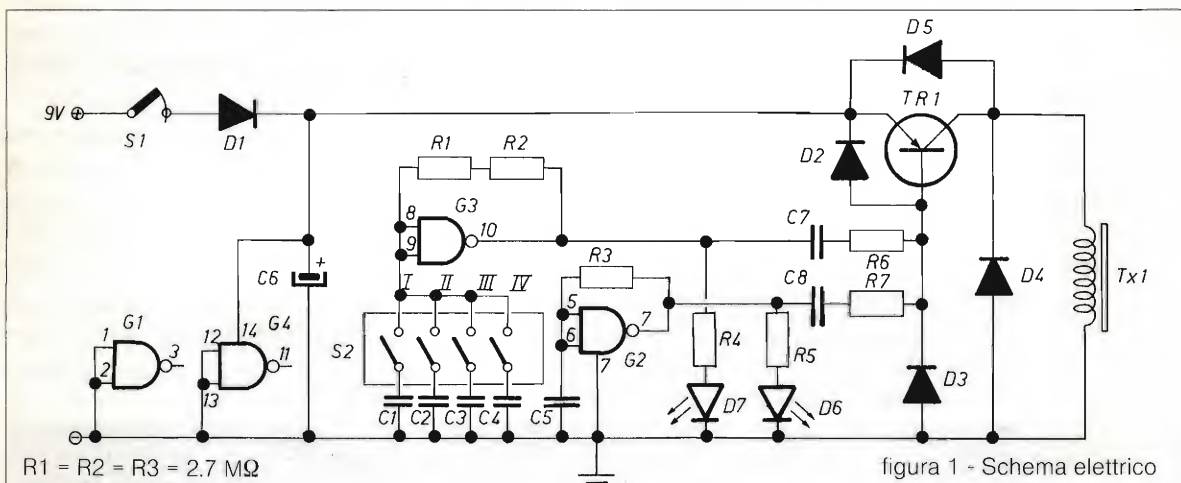 D5
TR1
9V
S1
D1
D2
R1 R2
G3
8
9
10
C7
R6
I II III IV
R3
C8
R7
C6
+
G1
1
2
3
G4
12
14
11
13
S2
5
6
7
7
G2
R4
R5
D4
Tx1
D3
C1
C2
C3
C4
C5
D7
D6
R1 = R2 = R3 = 2.7 MΩ
figura 1 - Schema elettrico